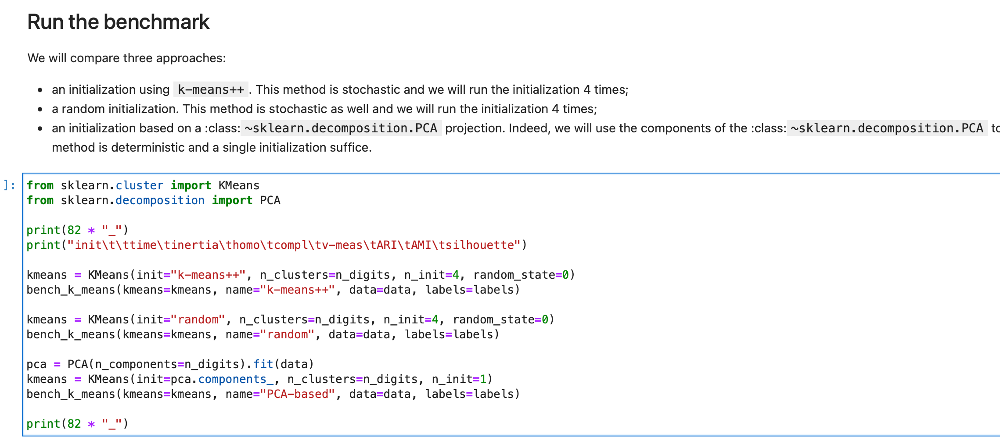 Run the benchmark
We will compare three approaches:
• an initialization using k-means++. This method is stochastic and we will run the initialization 4 times;
• a random initialization. This method is stochastic as well and we will run the initialization 4 times;
• an initialization based on a :class:~sklearn.decomposition.PCA projection. Indeed, we will use the components of the :class:~sklearn.decomposition.PCA to
method is deterministic and a single initialization suffice.
]:
from sklearn.cluster import KMeans
from sklearn.decomposition import PCA
print(82 * "_")
print("init\t\ttime\tinertia\thomo\tcompl\tv-meas\tARI\tAMI\tsilhouette")
kmeans = KMeans(init="k-means++", n_clusters=n_digits, n_init=4, random_state=0)
bench_k_means(kmeans=kmeans, name="k-means++", data=data, labels=labels)
kmeans = KMeans(init="random", n_clusters=n_digits, n_init=4, random_state=0)
bench_k_means(kmeans=kmeans, name="random", data=data, labels=labels)
pca = PCA(n_components=n_digits).fit(data)
kmeans = KMeans(init=pca.components_, n_clusters=n_digits, n_init=1)
bench_k_means(kmeans=kmeans, name="PCA-based", data=data, labels=labels)
print(82 * "_")